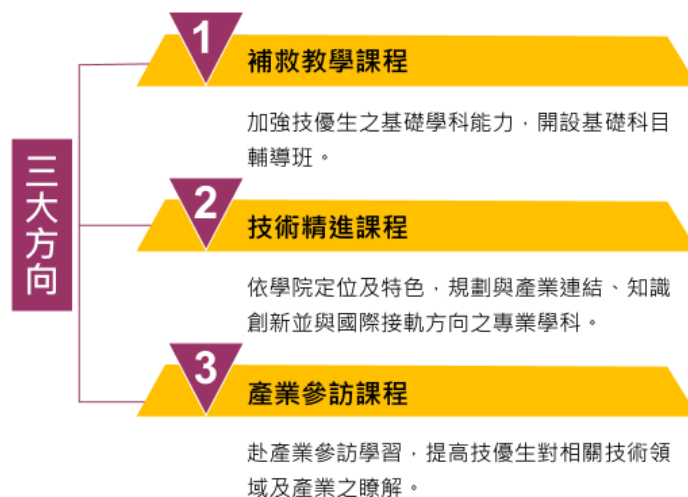 三大方向
1
補救教學課程
加強技優生之基礎學科能力，開設基礎科目
輔導班。
2
技術精進課程
依學院定位及特色，規劃與產業連結、知識
創新並與國際接軌方向之專業學科。
3
產業參訪課程
赴產業參訪學習，提高技優生對相關技術領
域及產業之瞭解。